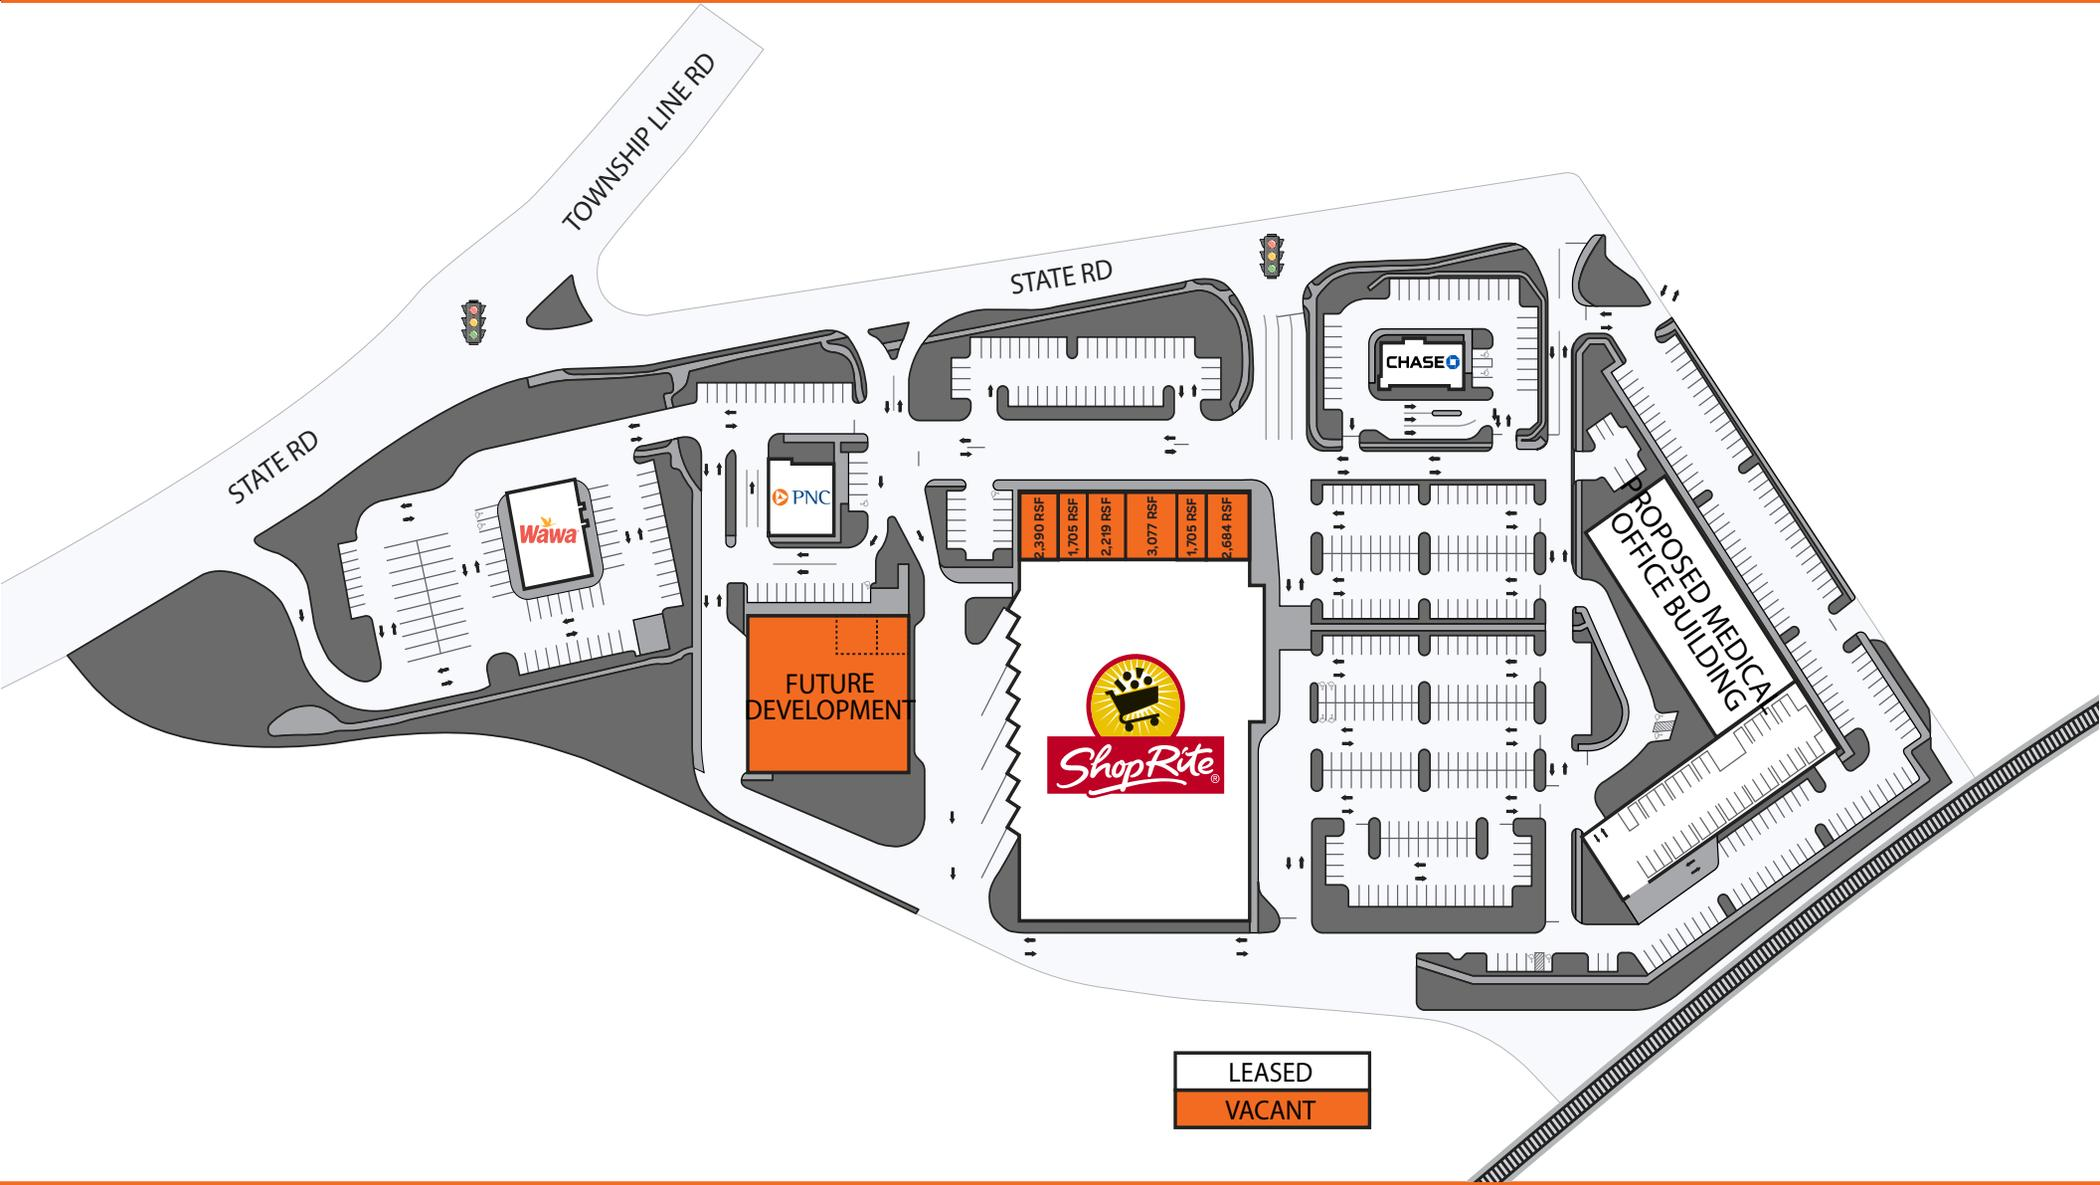 TOWNSHIP LINE RD
STATE RD
STATE RD
CHASE
Wawa
PNC
2,390 RSF
1,705 RSF
2,219 RSF
3,077 RSF
1,705 RSF
2,684 RSF
PROPOSED MEDICAL
OFFICE BUILDING
FUTURE
DEVELOPMENT
ShopRite®
LEASED
VACANT